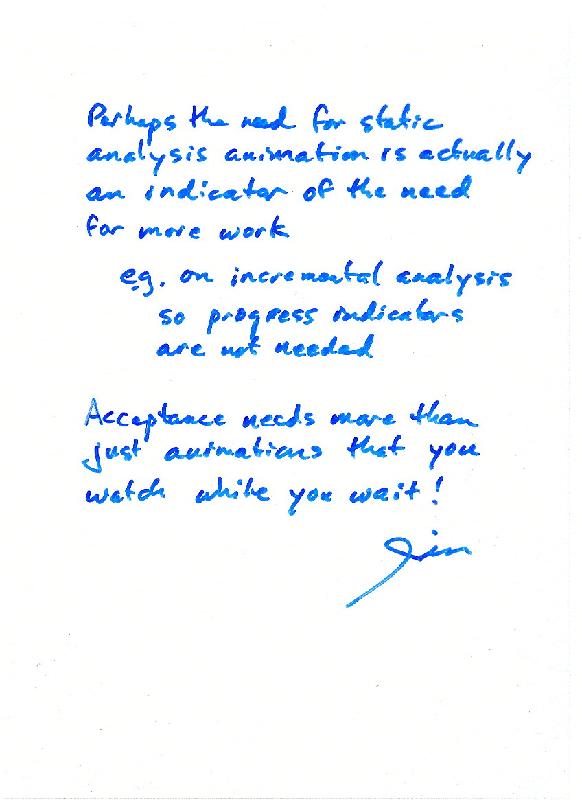 Perhaps the need for static
analysis animation is actually
an indicator of the need
for more work
e.g. on incremental analysis
so progress indicators
are not needed
Acceptance needs more than
just animations that you
watch while you wait!
Jim